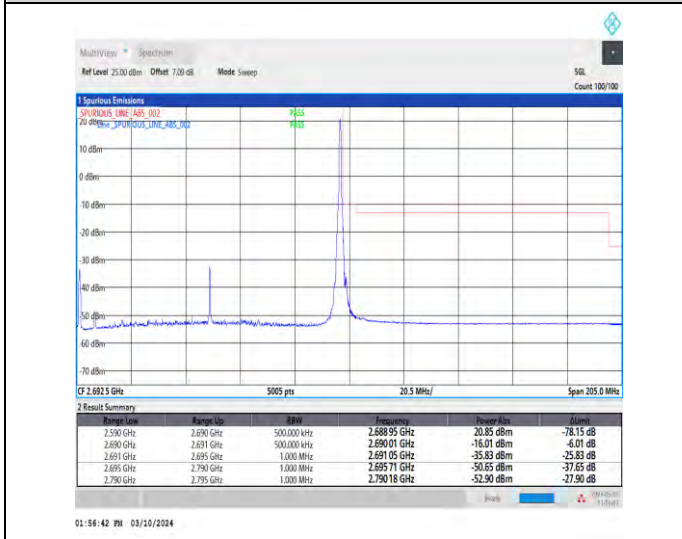 MultiView Spectrum
Ref Level 25.00 dBm Offset 7.09 dB Mode Sweep SGL
Count 100/100
1 Spurious Emissions
SPURIOUS_LINE_ABS_002 PASS
20 dBm Line _SPURIOUS_LINE_ABS_002 PASS
10 dBm
0 dBm
-10 dBm
-20 dBm
-30 dBm
-40 dBm
-50 dBm
-60 dBm
-70 dBm
CF 2.692 5 GHz 5005 pts 20.5 MHz/ Span 205.0 MHz
2 Result Summary
Range Low Range Up RBW Frequency Power Abs ΔLimit
2.590 GHz 2.690 GHz 500.000 kHz 2.688 95 GHz 20.85 dBm -78.15 dB
2.690 GHz 2.691 GHz 500.000 kHz 2.690 01 GHz -16.01 dBm -6.01 dB
2.691 GHz 2.695 GHz 1.000 MHz 2.691 05 GHz -35.83 dBm -25.83 dB
2.695 GHz 2.790 GHz 1.000 MHz 2.695 71 GHz -50.65 dBm -37.65 dB
2.790 GHz 2.795 GHz 1.000 MHz 2.790 18 GHz -52.90 dBm -27.90 dB
01:56:42 PM 03/10/2024